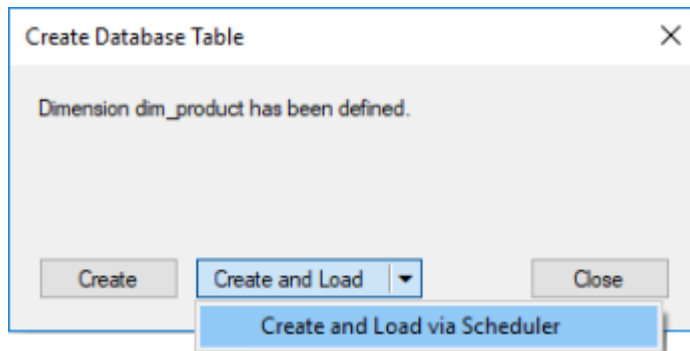 Create Database Table
Dimension dim_product has been defined.
Create
Create and Load
Close
Create and Load via Scheduler